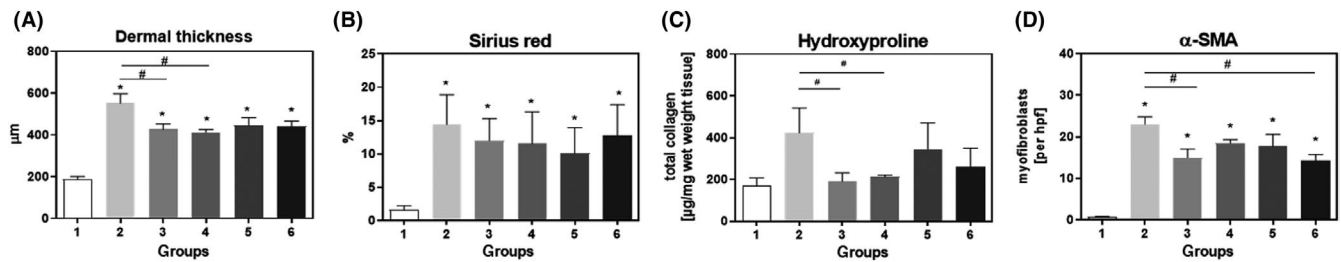 (A)
Dermal thickness
800
600
400
200
0
µm
#
#
* * * * *
1 2 3 4 5 6
Groups
(B)
Sirius red
25
20
15
10
5
0
%
* * * * *
1 2 3 4 5 6
Groups
(C)
Hydroxyproline
800
600
400
200
0
total collagen
[µg/mg wet weight tissue]
#
#
1 2 3 4 5 6
Groups
(D)
α-SMA
40
30
20
10
0
myofibroblasts
[per hpf]
#
#
* * * * *
1 2 3 4 5 6
Groups